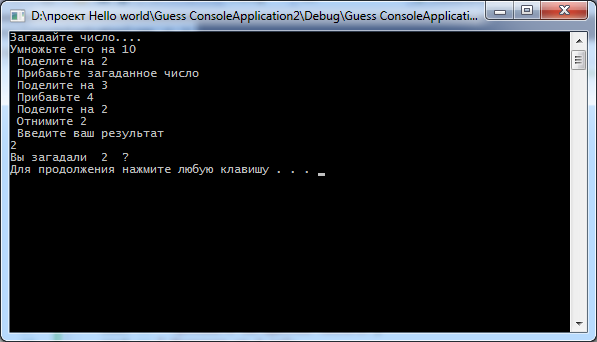 D:\проект Hello world\Guess ConsoleApplication2\Debug\Guess ConsoleApplicati...
Загадайте число....
Умножьте его на 10
Поделите на 2
Прибавьте загаданное число
Поделите на 3
Прибавьте 4
Поделите на 2
Отнимите 2
Введите ваш результат
2
Вы загадали 2 ?
Для продолжения нажмите любую клавишу . . .